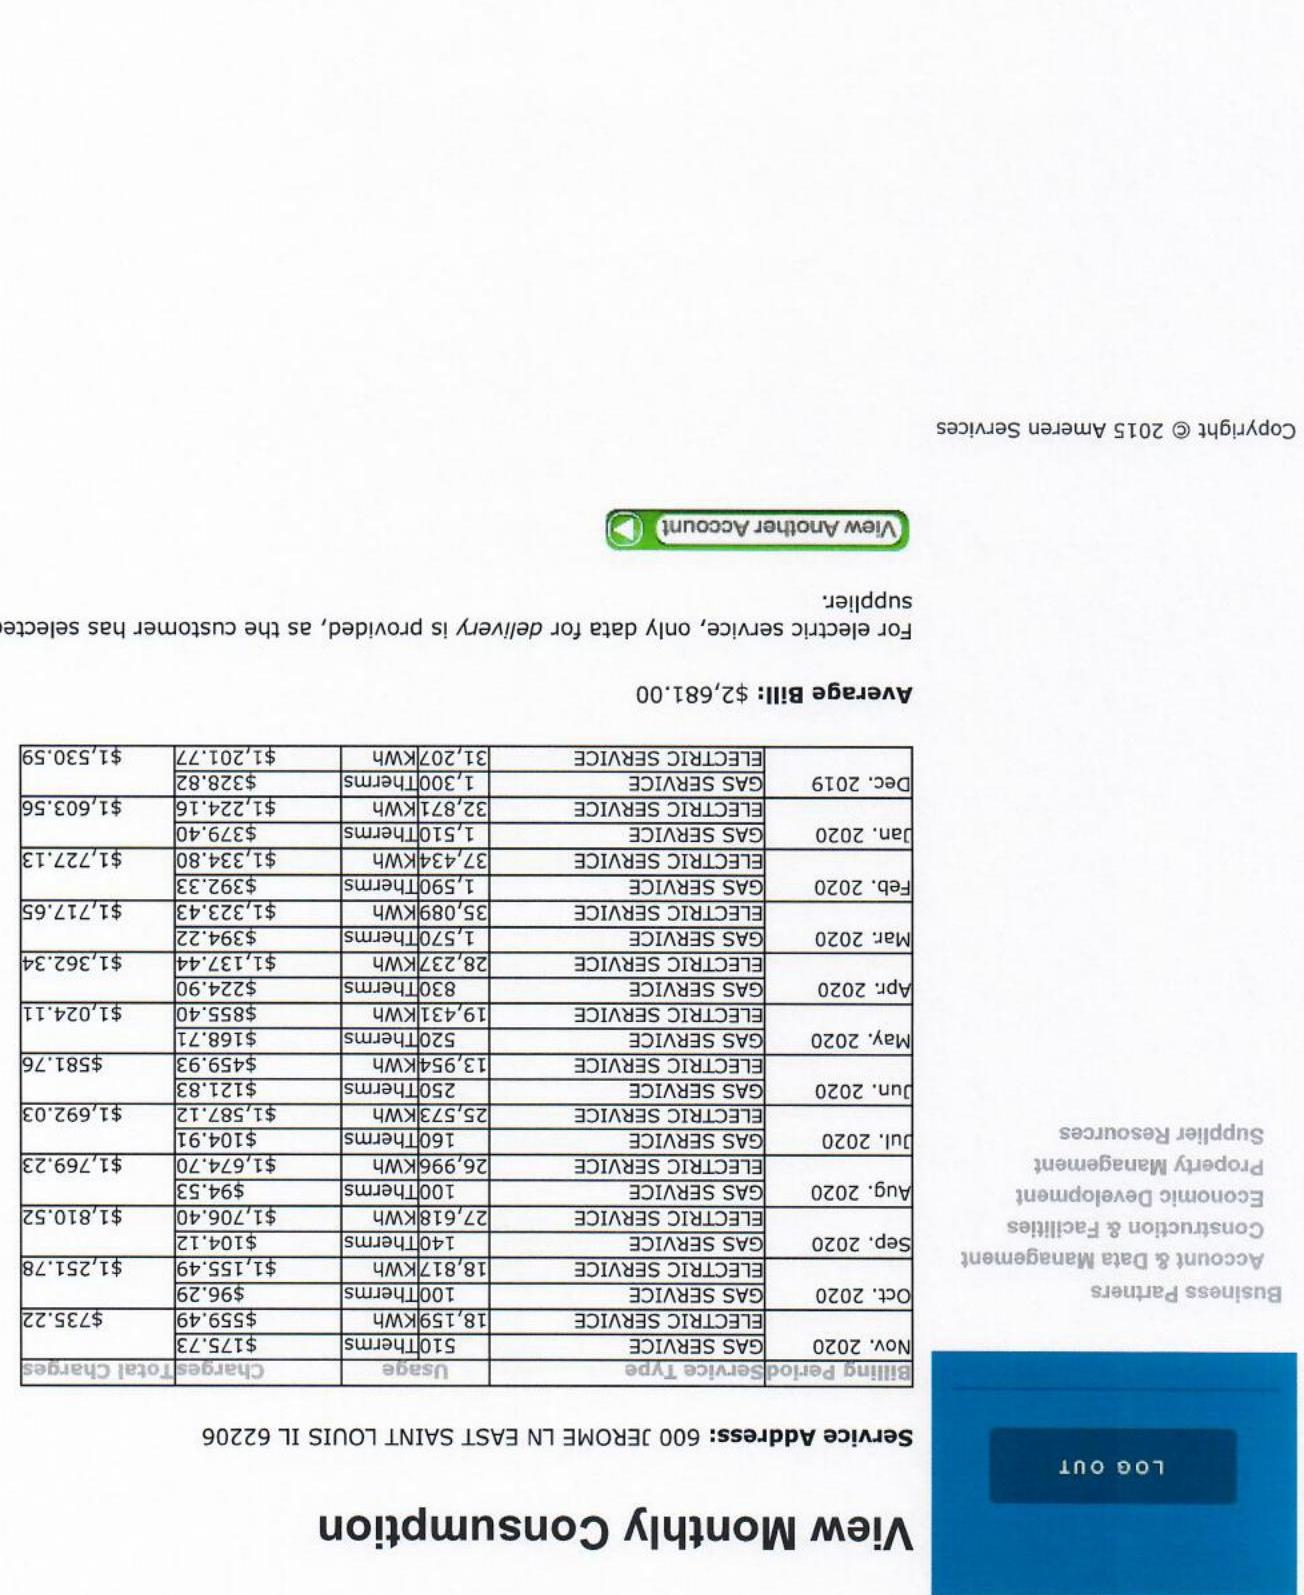 LOG OUT
Business Partners
Account & Data Management
Construction & Facilities
Economic Development
Property Management
Supplier Resources
Copyright © 2015 Ameren Services
View Monthly Consumption
Service Address: 600 JEROME LN EAST SAINT LOUIS IL 62206
Billing Period Service Type Usage Charges Total Charges
Nov. 2020 GAS SERVICE 510 Therms $175.73 $735.22
ELECTRIC SERVICE 18,159 KWh $559.49
Oct. 2020 GAS SERVICE 100 Therms $96.29 $1,251.78
ELECTRIC SERVICE 18,817 KWh $1,155.49
Sep. 2020 GAS SERVICE 140 Therms $104.12 $1,810.52
ELECTRIC SERVICE 27,618 KWh $1,706.40
Aug. 2020 GAS SERVICE 100 Therms $94.53 $1,769.23
ELECTRIC SERVICE 26,996 KWh $1,674.70
Jul. 2020 GAS SERVICE 160 Therms $104.91 $1,692.03
ELECTRIC SERVICE 25,573 KWh $1,587.12
Jun. 2020 GAS SERVICE 250 Therms $121.83 $581.76
ELECTRIC SERVICE 13,954 KWh $459.93
May. 2020 GAS SERVICE 520 Therms $168.71 $1,024.11
ELECTRIC SERVICE 19,431 KWh $855.40
Apr. 2020 GAS SERVICE 830 Therms $224.90 $1,362.34
ELECTRIC SERVICE 28,237 KWh $1,137.44
Mar. 2020 GAS SERVICE 1,570 Therms $394.22 $1,717.65
ELECTRIC SERVICE 35,089 KWh $1,323.43
Feb. 2020 GAS SERVICE 1,590 Therms $392.33 $1,727.13
ELECTRIC SERVICE 37,434 KWh $1,334.80
Jan. 2020 GAS SERVICE 1,510 Therms $379.40 $1,603.56
ELECTRIC SERVICE 32,871 KWh $1,224.16
Dec. 2019 GAS SERVICE 1,300 Therms $328.82 $1,530.59
ELECTRIC SERVICE 31,207 KWh $1,201.77
Average Bill: $2,681.00
For electric service, only data for delivery is provided, as the customer has
supplier.
View Another Account